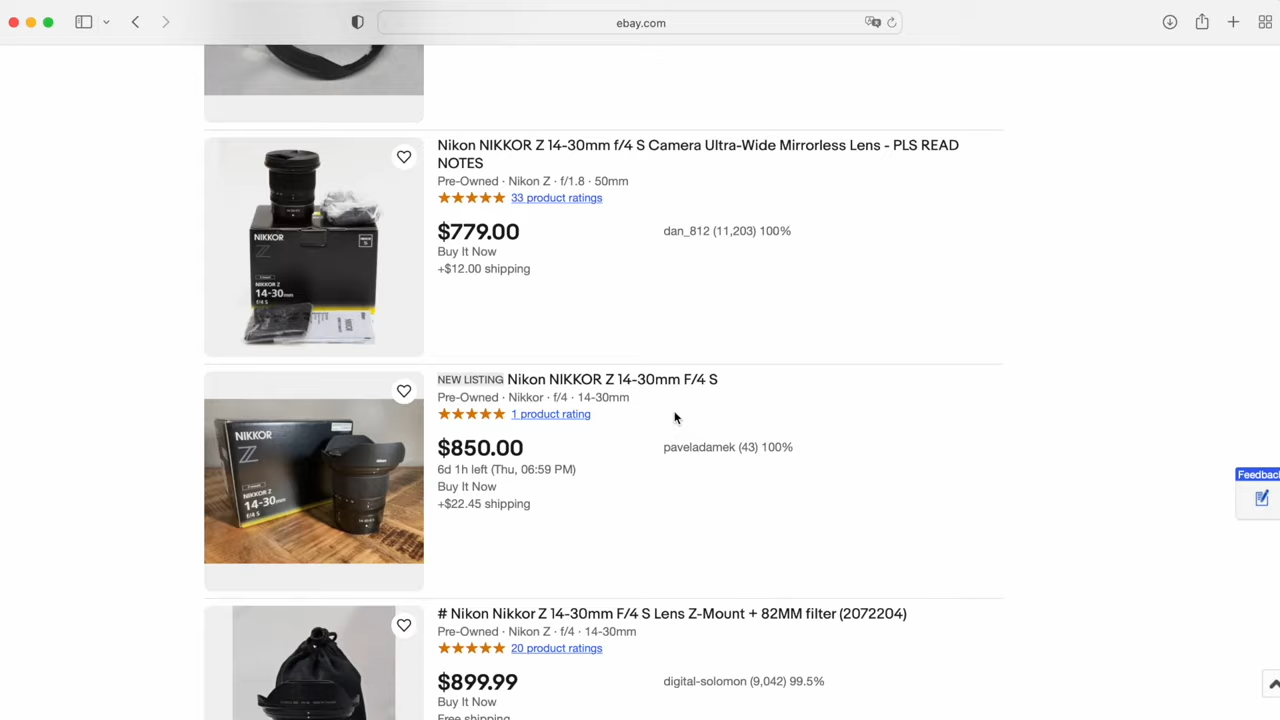 ebay.com
Nikon NIKKOR Z 14-30mm f/4 S Camera Ultra-Wide Mirrorless Lens - PLS READ
NOTES
Pre-Owned · Nikon Z · f/1.8 · 50mm
33 product ratings
$779.00
dan_812 (11,203) 100%
Buy It Now
+$12.00 shipping
NIKKOR
Z
NIKKOR Z
14-30mm
f/4 S
NEW LISTING Nikon NIKKOR Z 14-30mm F/4 S
Pre-Owned · Nikkor · f/4 · 14-30mm
1 product rating
$850.00
paveladamek (43) 100%
6d 1h left (Thu, 06:59 PM)
Buy It Now
+$22.45 shipping
NIKKOR
Z
NIKKOR Z
14-30mm
f/4 S
Feedback
# Nikon Nikkor Z 14-30mm F/4 S Lens Z-Mount + 82MM filter (2072204)
Pre-Owned · Nikon Z · f/4 · 14-30mm
20 product ratings
$899.99
digital-solomon (9,042) 99.5%
Buy It Now
Free shipping